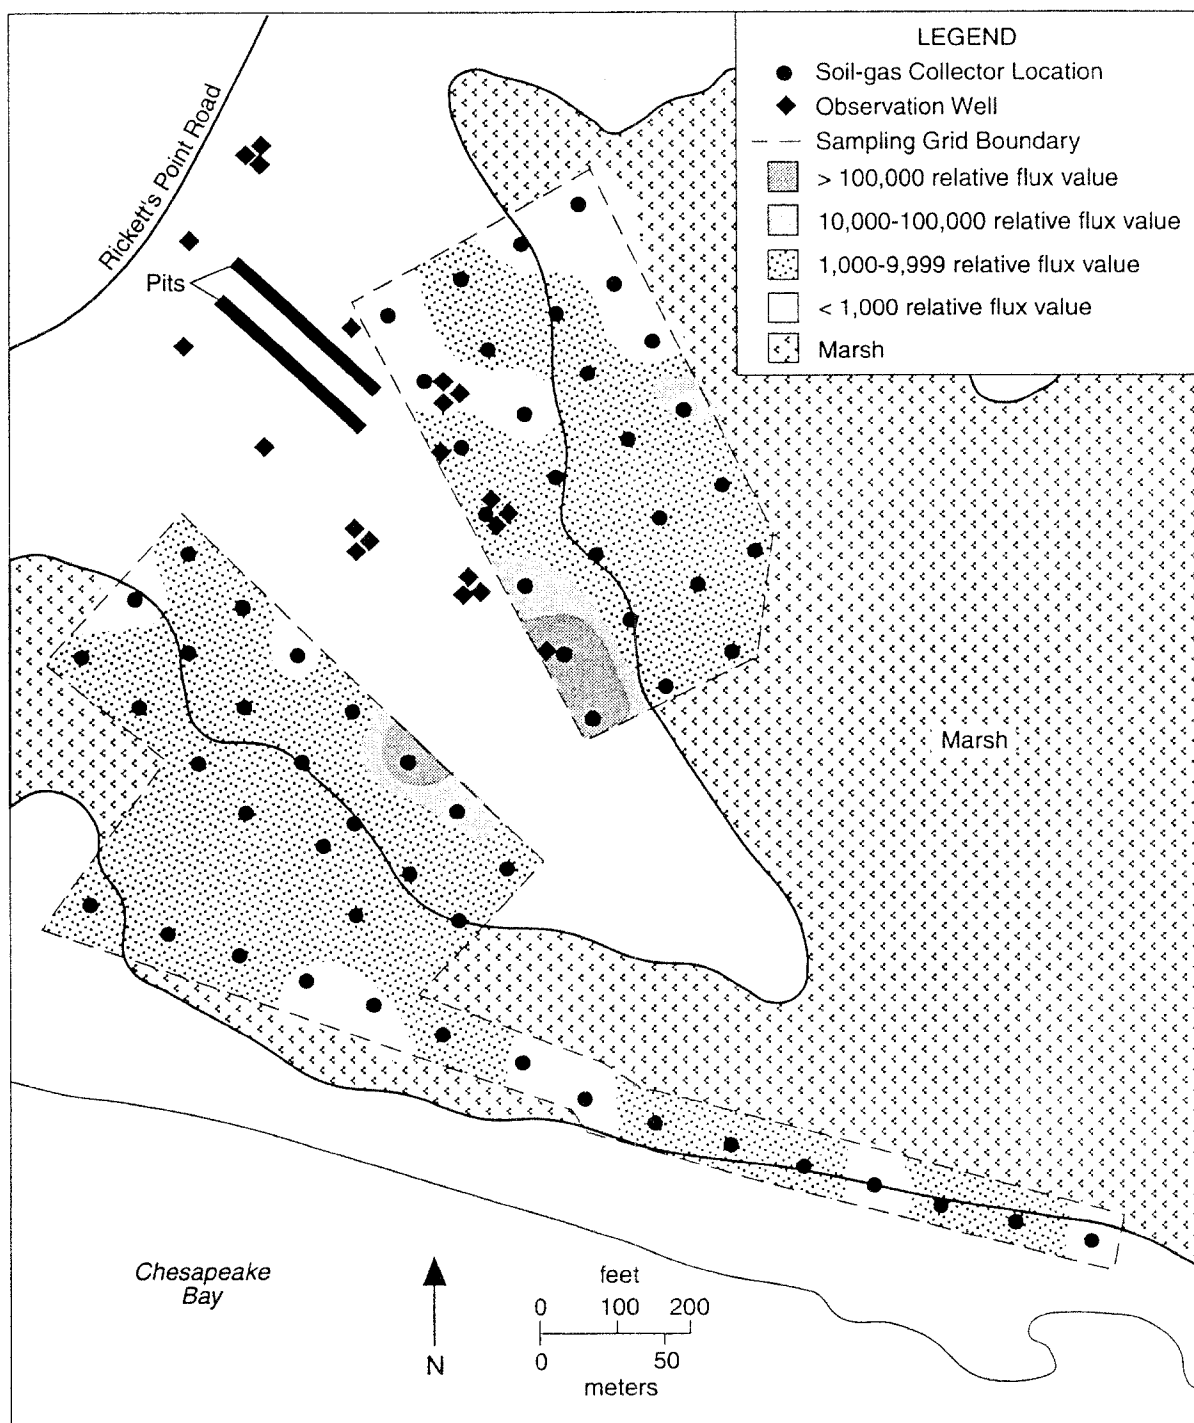 LEGEND
Soil-gas Collector Location
Observation Well
Sampling Grid Boundary
> 100,000 relative flux value
10,000-100,000 relative flux value
1,000-9,999 relative flux value
< 1,000 relative flux value
Marsh
Rickett's Point Road
Pits
Marsh
Chesapeake
Bay
N
feet
0 100 200
0 50
meters